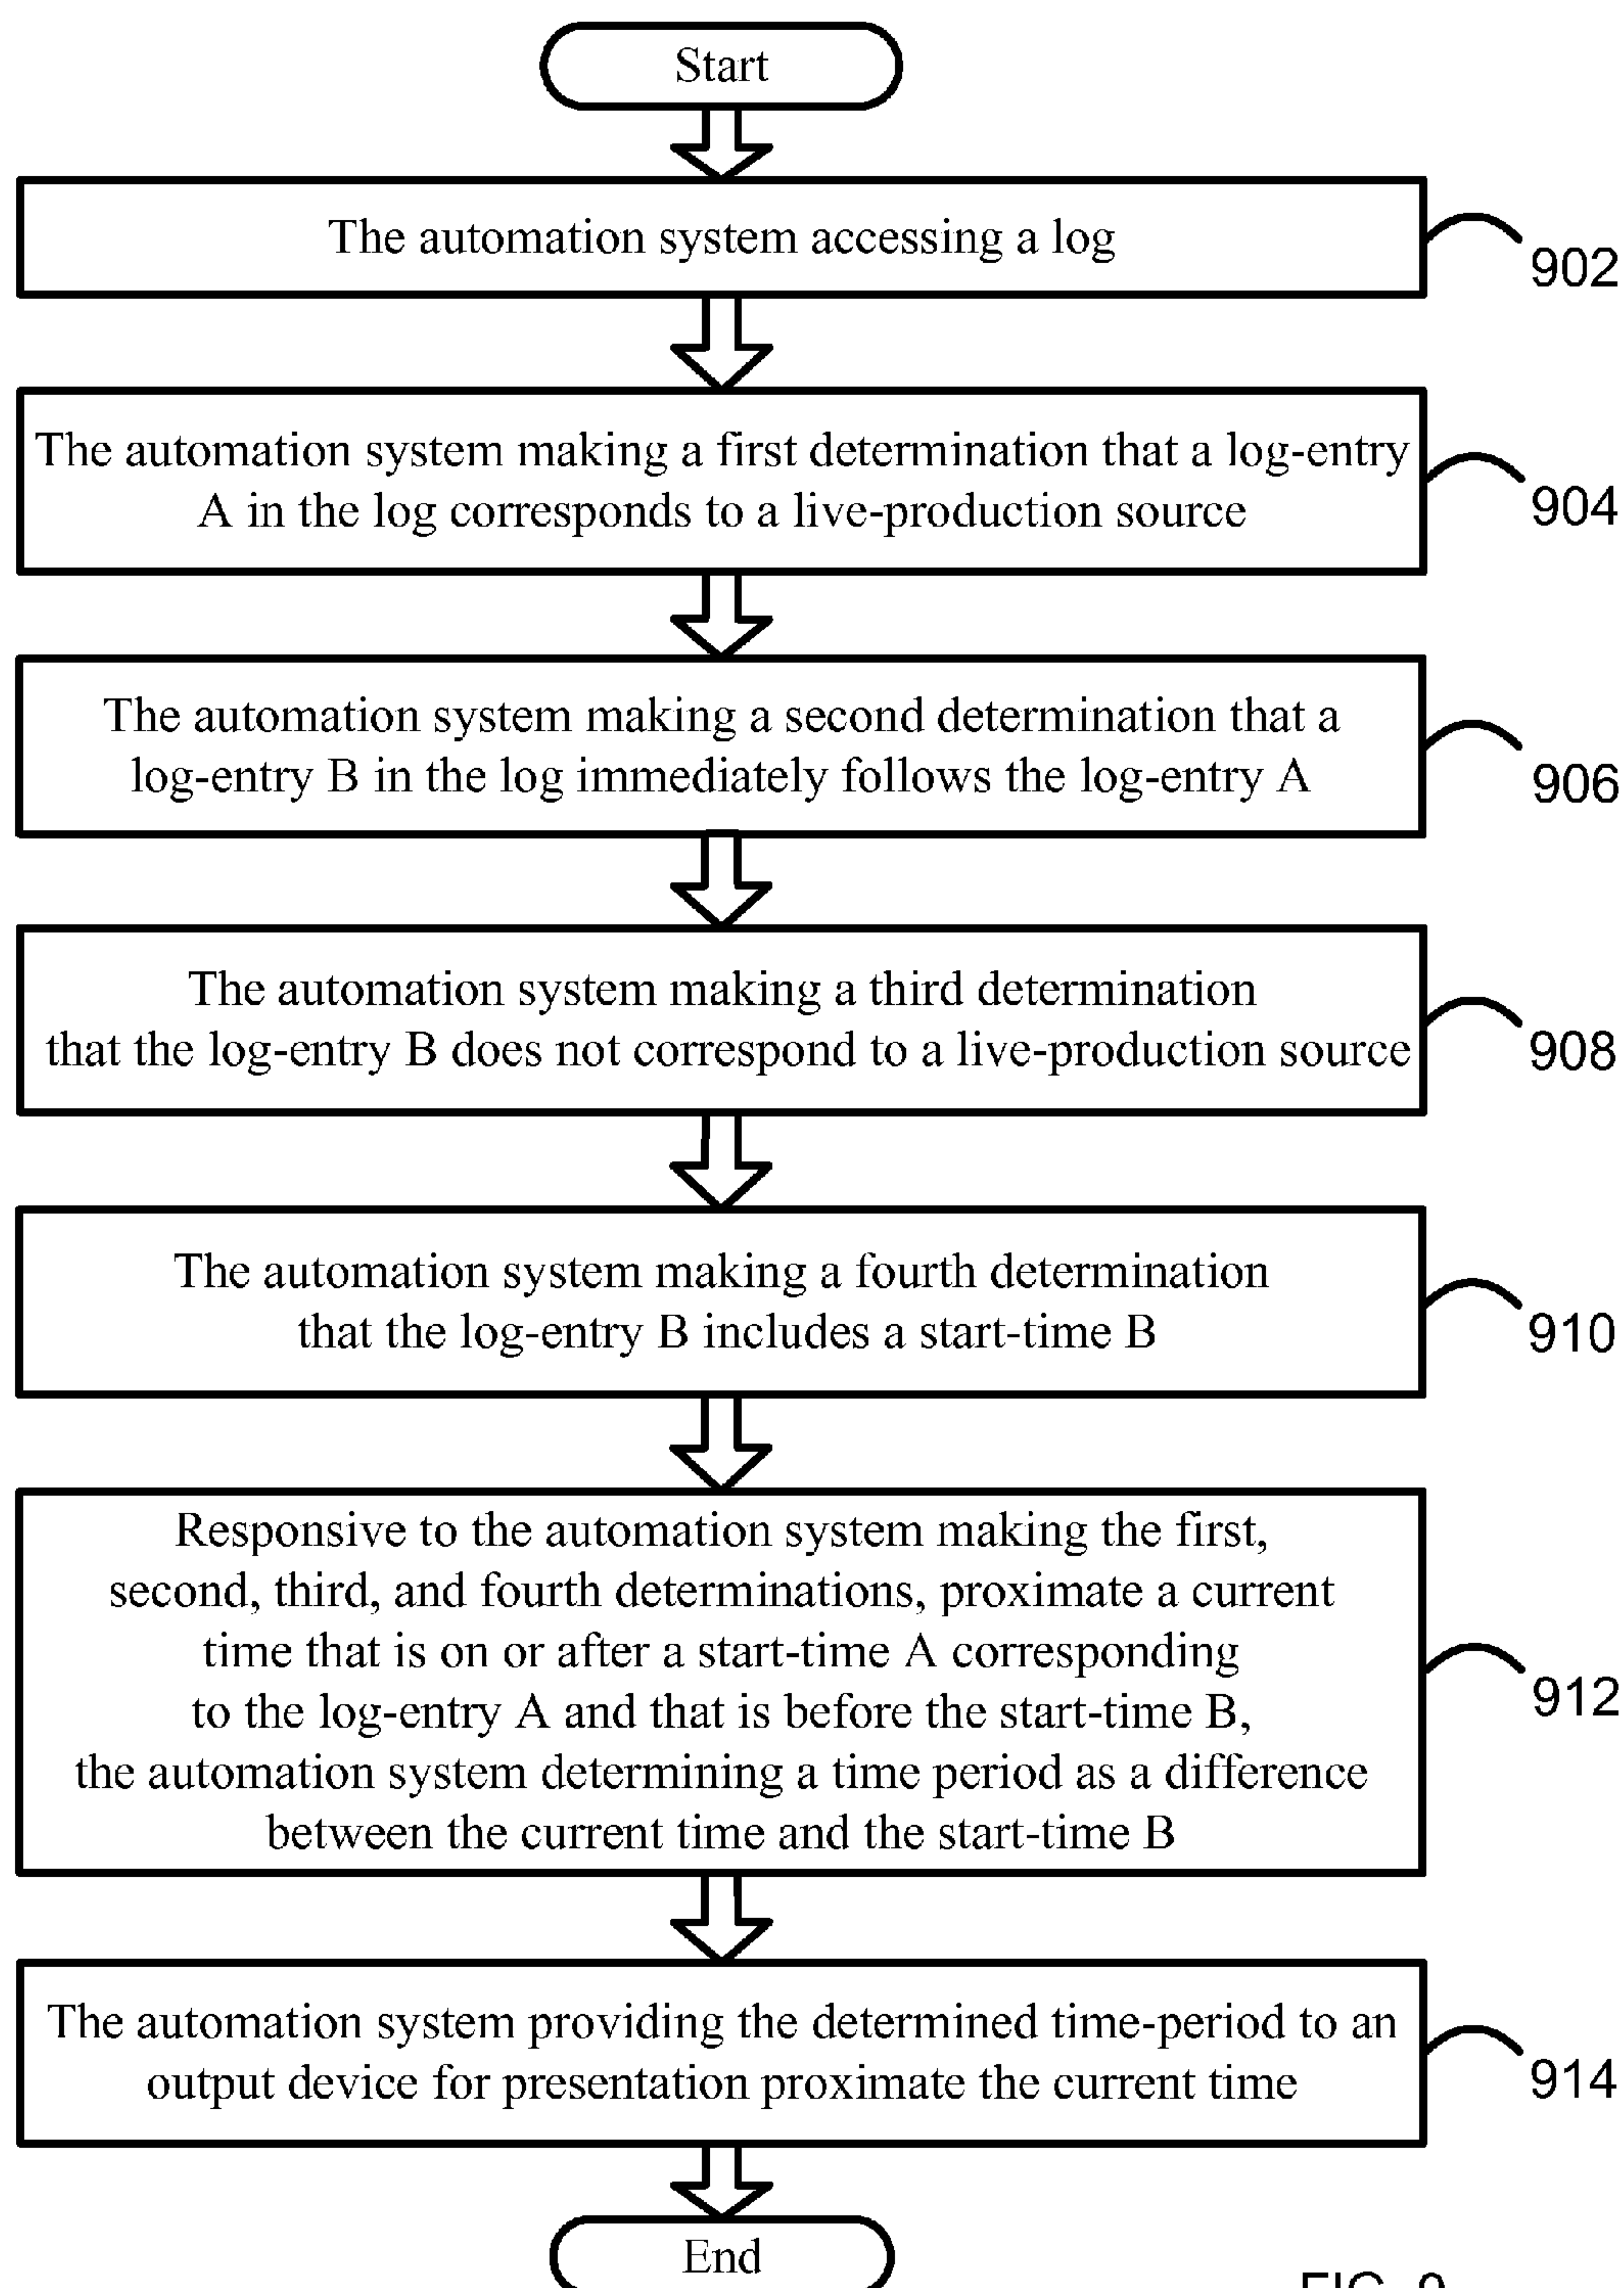 Start
The automation system accessing a log
902
The automation system making a first determination that a log-entry
A in the log corresponds to a live-production source
904
The automation system making a second determination that a
log-entry B in the log immediately follows the log-entry A
906
The automation system making a third determination
that the log-entry B does not correspond to a live-production source
908
The automation system making a fourth determination
that the log-entry B includes a start-time B
910
Responsive to the automation system making the first,
second, third, and fourth determinations, proximate a current
time that is on or after a start-time A corresponding
to the log-entry A and that is before the start-time B,
the automation system determining a time period as a difference
between the current time and the start-time B
912
The automation system providing the determined time-period to an
output device for presentation proximate the current time
914
End
FIG. 9